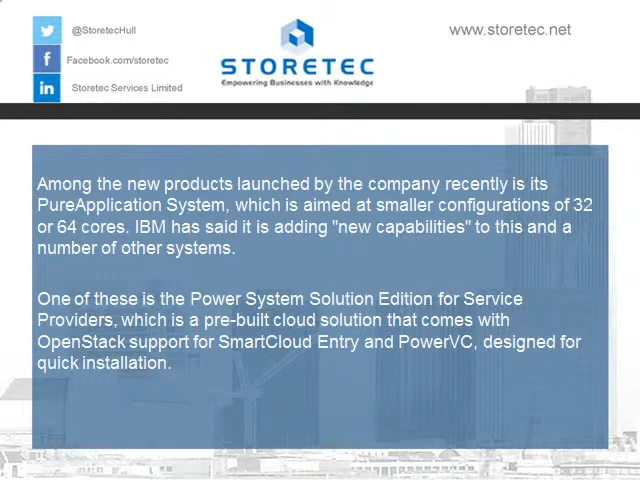 @StoretecHull
www.storetec.net
Facebook.com/storetec
Storetec Services Limited
STORETEC
Empowering Businesses with Knowledge
Among the new products launched by the company recently is its
PureApplication System, which is aimed at smaller configurations of 32
or 64 cores. IBM has said it is adding "new capabilities" to this and a
number of other systems.
One of these is the Power System Solution Edition for Service
Providers, which is a pre-built cloud solution that comes with
OpenStack support for SmartCloud Entry and PowerVC, designed for
quick installation.